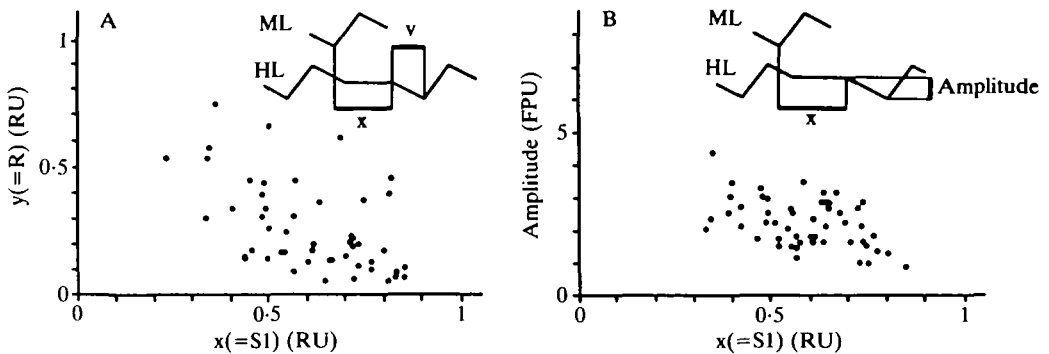 A
ML
v
HL
x
1
0·5
0
y(=R) (RU)
0
0·5
1
x(=S1) (RU)
B
ML
HL
Amplitude
x
5
0
Amplitude (FPU)
0
0·5
1
x(=S1) (RU)